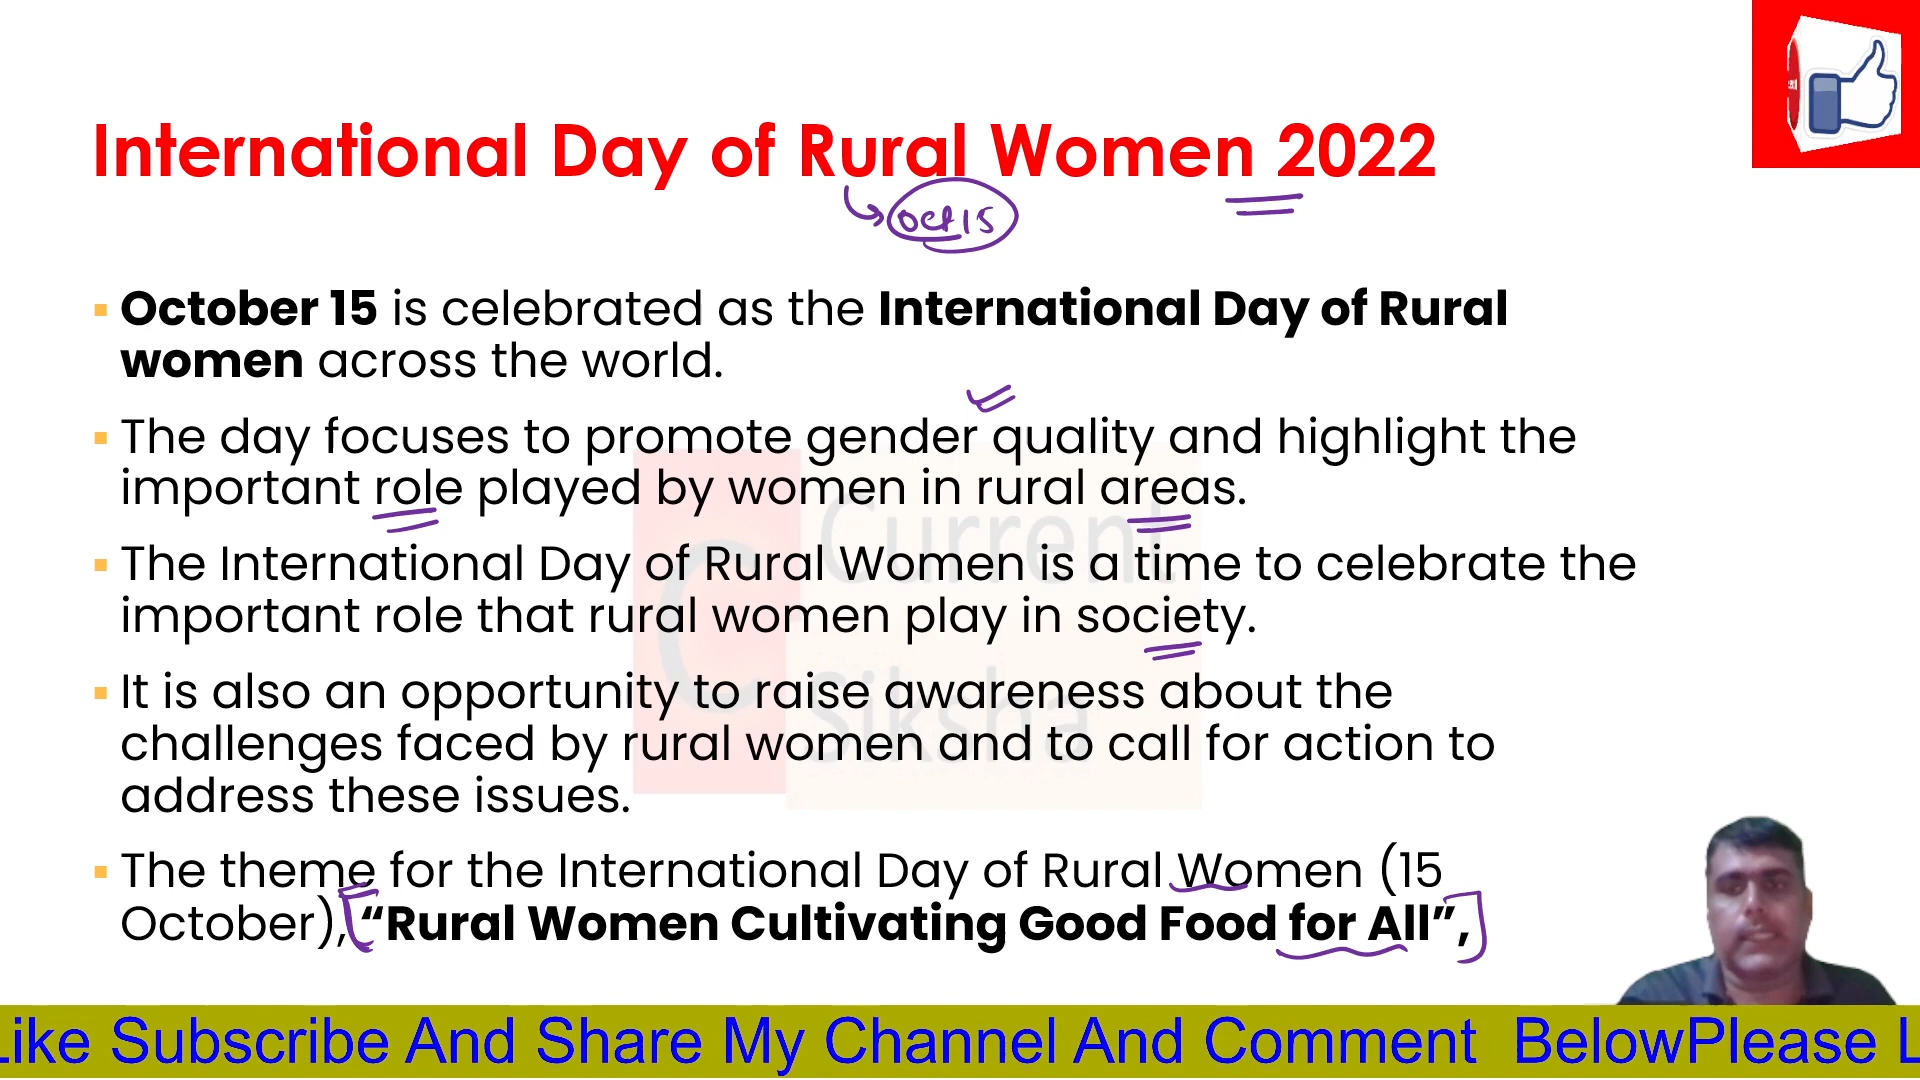 International Day of Rural Women 2022
oct 15
▪ October 15 is celebrated as the International Day of Rural
women across the world.
▪ The day focuses to promote gender quality and highlight the
important role played by women in rural areas.
▪ The International Day of Rural Women is a time to celebrate the
important role that rural women play in society.
▪ It is also an opportunity to raise awareness about the
challenges faced by rural women and to call for action to
address these issues.
▪ The theme for the International Day of Rural Women (15
October), “Rural Women Cultivating Good Food for All”,
Current
Siksha
Like Subscribe And Share My Channel And Comment BelowPlease L